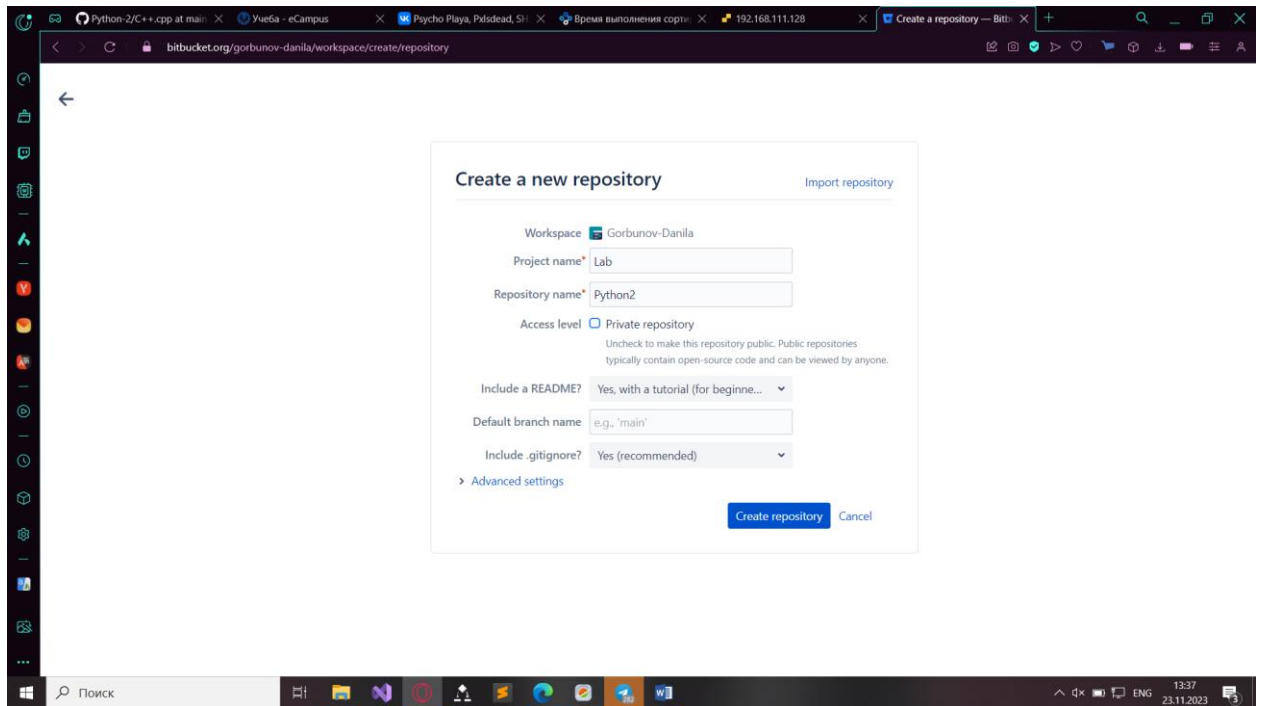 Python-2/C++.cpp at main
Учеба - eCampus
Psycho Playa, Pxlsdead, SH
Время выполнения сорти
192.168.111.128
Create a repository — Bitb
bitbucket.org/gorbunov-danila/workspace/create/repository
Create a new repository
Import repository
Workspace Gorbunov-Danila
Project name* Lab
Repository name* Python2
Access level Private repository
Uncheck to make this repository public. Public repositories
typically contain open-source code and can be viewed by anyone.
Include a README? Yes, with a tutorial (for beginne...
Default branch name e.g., 'main'
Include .gitignore? Yes (recommended)
Advanced settings
Create repository Cancel
Поиск
ENG
13:37
23.11.2023